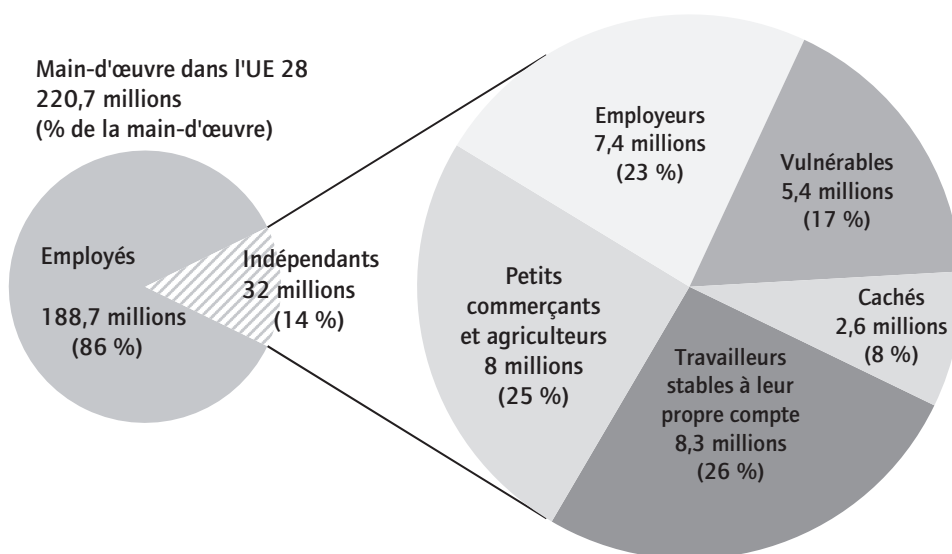 Main-d'œuvre dans l'UE 28
220,7 millions
(% de la main-d'œuvre)
Employés
188,7 millions
(86 %)
Indépendants
32 millions
(14 %)
Employeurs
7,4 millions
(23 %)
Vulnérables
5,4 millions
(17 %)
Cachés
2,6 millions
(8 %)
Travailleurs
stables à leur
propre compte
8,3 millions
(26 %)
Petits
commerçants
et agriculteurs
8 millions
(25 %)